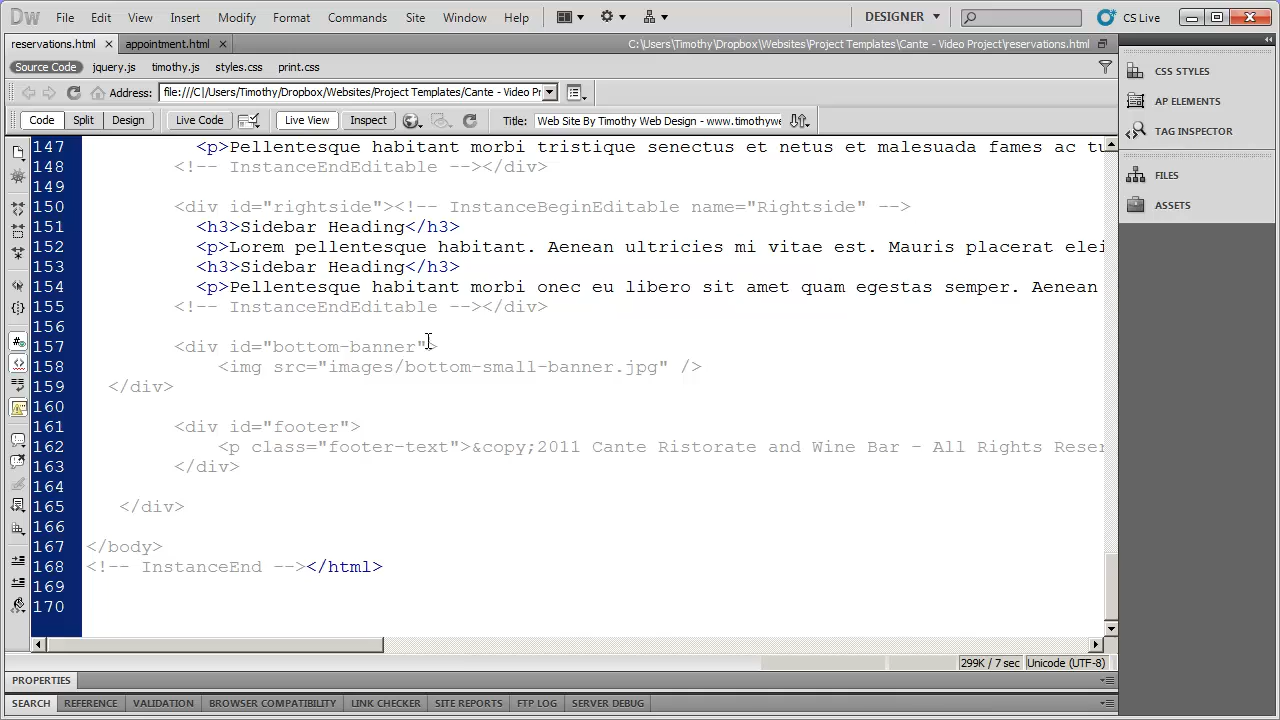 Dw File Edit View Insert Modify Format Commands Site Window Help DESIGNER CS Live
reservations.html appointment.html C:\Users\Timothy\Dropbox\Websites\Project Templates\Cante - Video Project\reservations.html
Source Code jquery.js timothy.js styles.css print.css
Address: file:///C|/Users/Timothy/Dropbox/Websites/Project Templates/Cante - Video Pr
Code Split Design Live Code Live View Inspect Title: Web Site By Timothy Web Design - www.timothywe
147 <p>Pellentesque habitant morbi tristique senectus et netus et malesuada fames ac tu
148 <!-- InstanceEndEditable --></div>
149
150 <div id="rightside"><!-- InstanceBeginEditable name="Rightside" -->
151 <h3>Sidebar Heading</h3>
152 <p>Lorem pellentesque habitant. Aenean ultricies mi vitae est. Mauris placerat elei
153 <h3>Sidebar Heading</h3>
154 <p>Pellentesque habitant morbi onec eu libero sit amet quam egestas semper. Aenean
155 <!-- InstanceEndEditable --></div>
156
157 <div id="bottom-banner">
158 <img src="images/bottom-small-banner.jpg" />
159 </div>
160
161 <div id="footer">
162 <p class="footer-text">&copy;2011 Cante Ristorate and Wine Bar - All Rights Reser
163 </div>
164
165 </div>
166
167 </body>
168 <!-- InstanceEnd --></html>
169
170
299K / 7 sec Unicode (UTF-8)
PROPERTIES
SEARCH REFERENCE VALIDATION BROWSER COMPATIBILITY LINK CHECKER SITE REPORTS FTP LOG SERVER DEBUG
CSS STYLES
AP ELEMENTS
TAG INSPECTOR
FILES
ASSETS